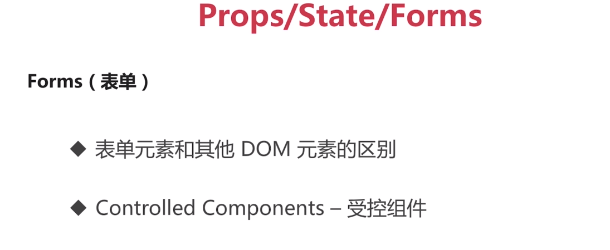 Props/State/Forms
Forms（表单）
◆ 表单元素和其他 DOM 元素的区别
◆ Controlled Components – 受控组件